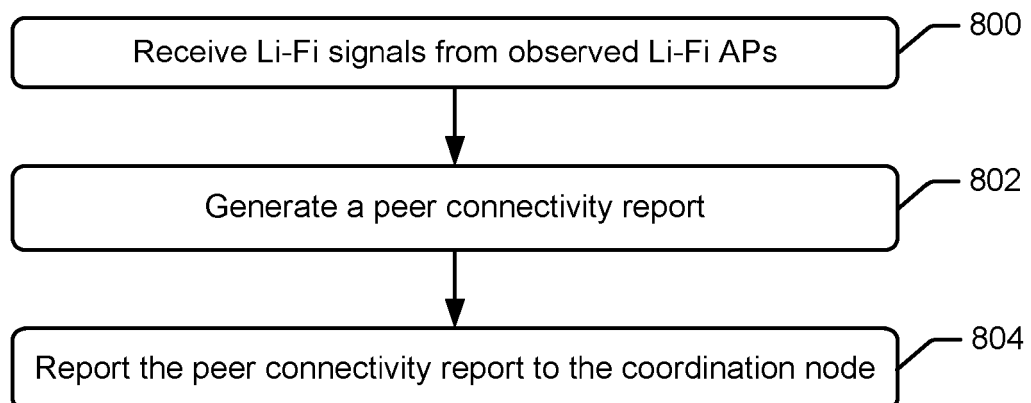 Receive Li-Fi signals from observed Li-Fi APs
800
Generate a peer connectivity report
802
Report the peer connectivity report to the coordination node
804